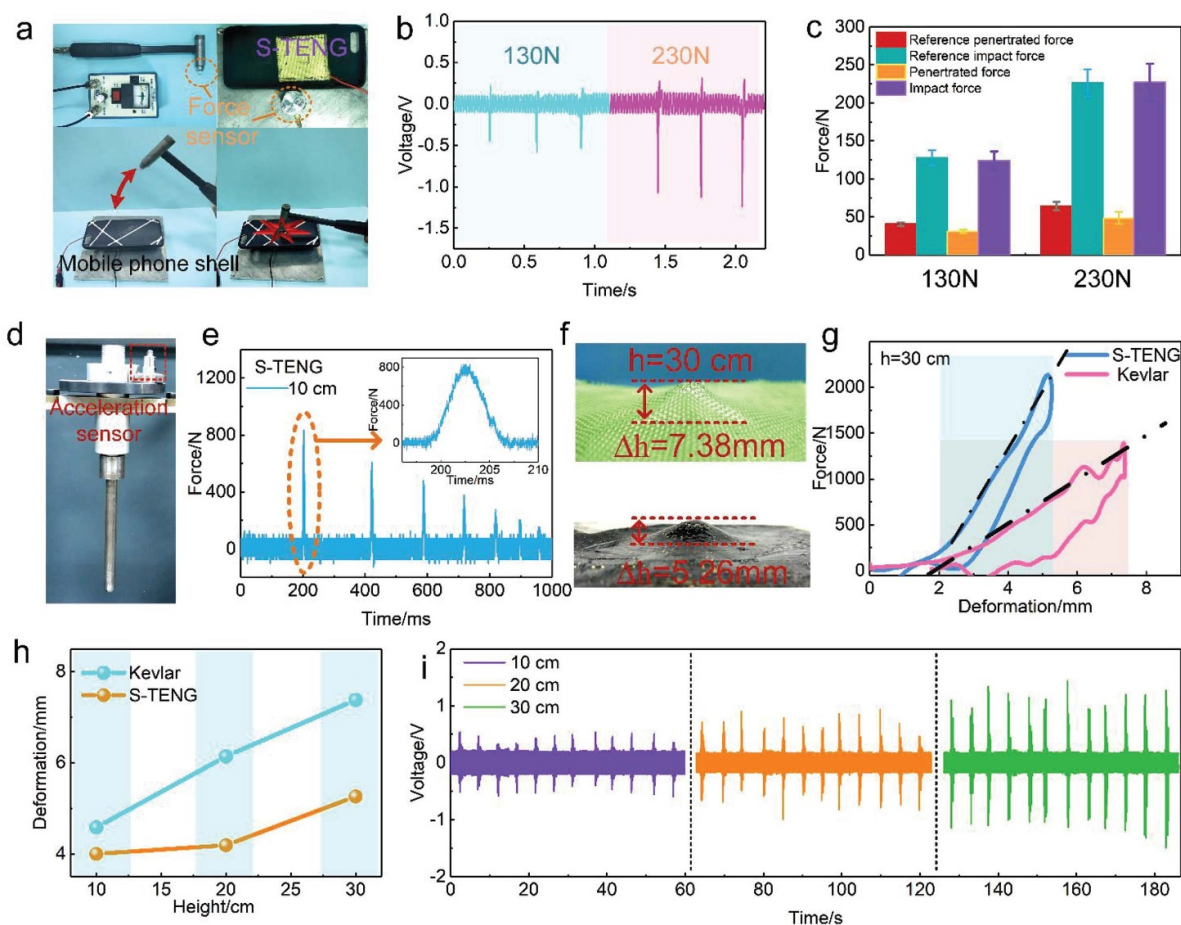 a
S-TENG
Force
sensor
Mobile phone shell
b
130N
230N
Voltage/V
0.5
0.0
-0.5
-1.0
-1.5
0.0
0.5
1.0
1.5
2.0
Time/s
c
Reference penertrated force
Reference impact force
Penertrated force
Impact force
Force/N
300
250
200
150
100
50
0
130N
230N
d
Acceleration
sensor
e
S-TENG
10 cm
Force/N
1200
800
400
0
0
200
400
600
800
1000
Time/ms
Force/N
800
400
0
200
205
210
Time/ms
f
h=30 cm
Δh=7.38mm
Δh=5.26mm
g
h=30 cm
S-TENG
Kevlar
Force/N
2000
1500
1000
500
0
0
2
4
6
8
Deformation/mm
h
Kevlar
S-TENG
Deformation/mm
8
6
4
10
15
20
25
30
Height/cm
i
10 cm
20 cm
30 cm
Voltage/V
2
1
0
-1
-2
0
20
40
60
80
100
120
140
160
180
Time/s